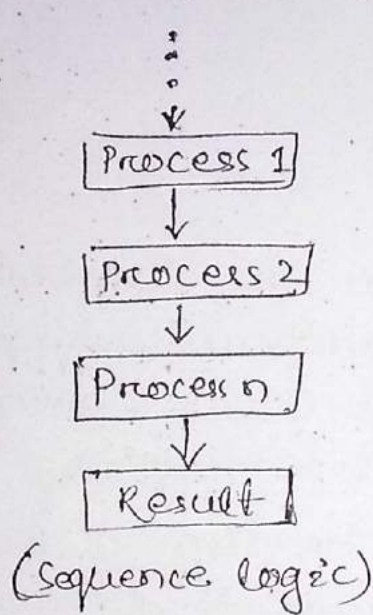 Process 1
Process 2
Process n
Result
(Sequence logic)